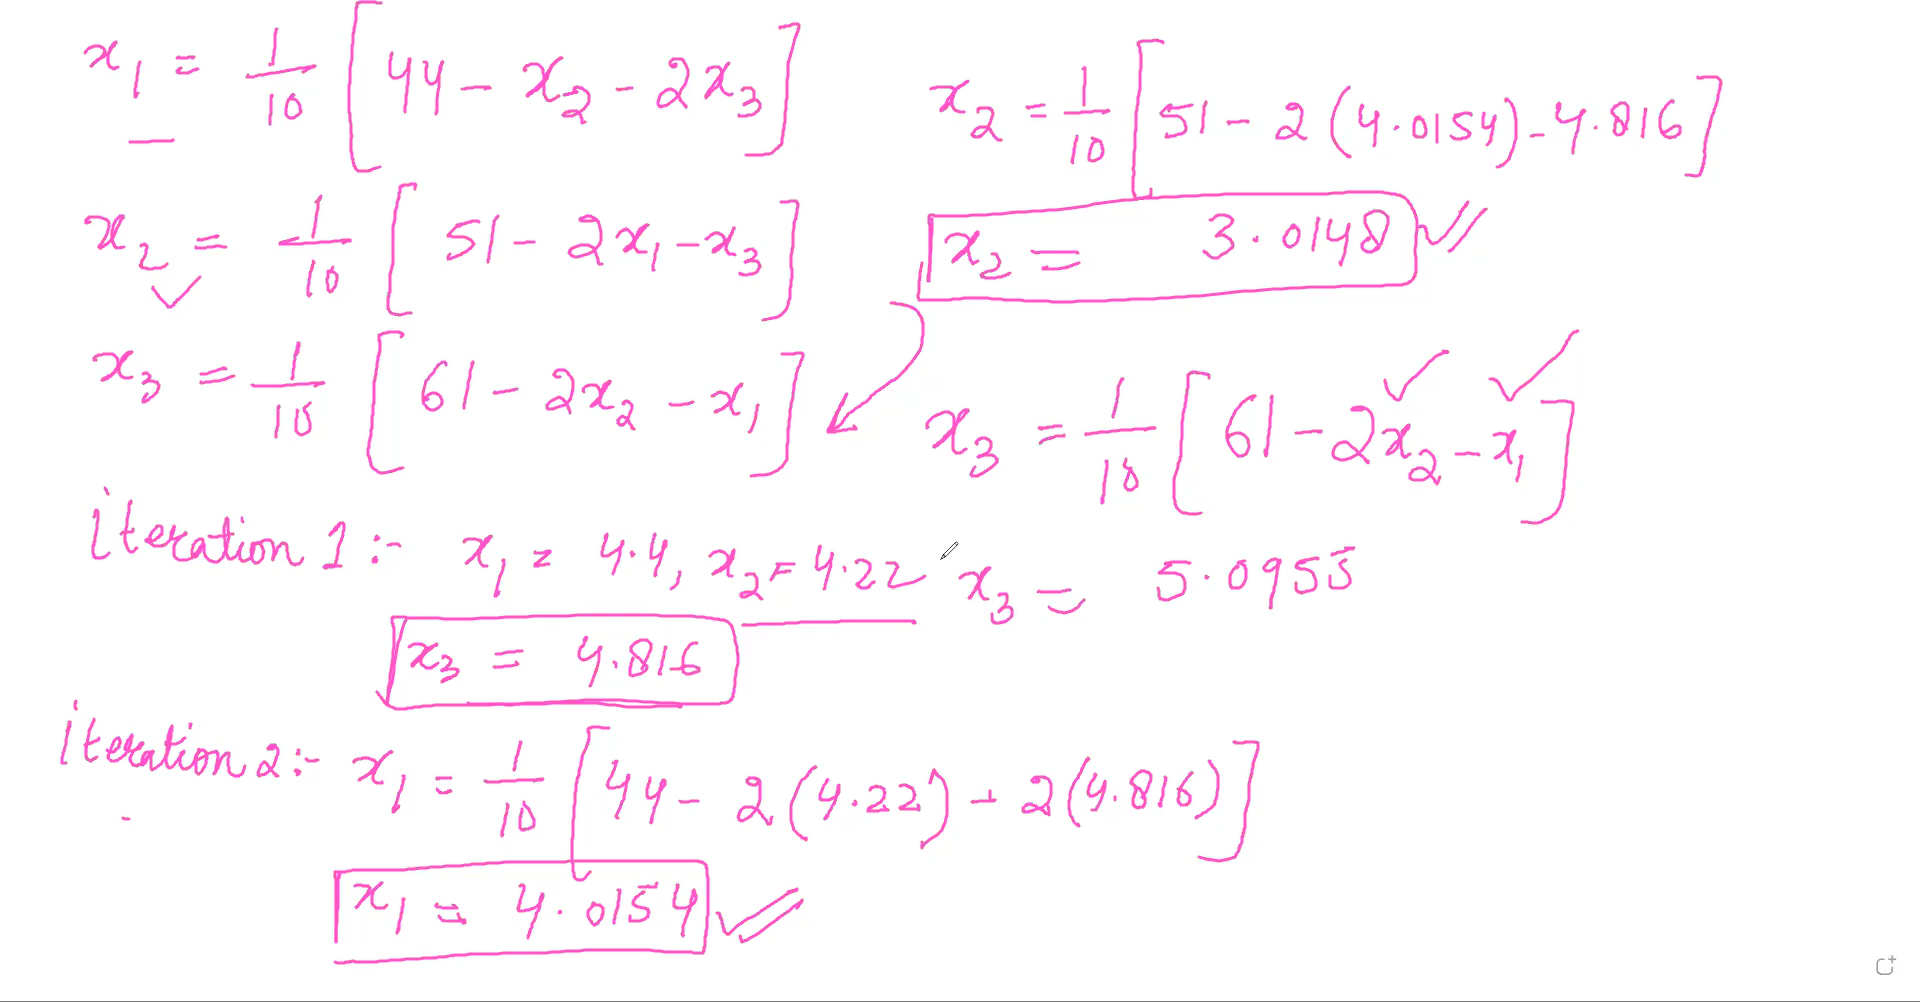 x₁ = 1/10 [44 - x₂ - 2x₃]
x₂ = 1/10 [51 - 2x₁ - x₃]
x₃ = 1/10 [61 - 2x₂ - x₁]
iteration 1 :- x₁ = 4.4, x₂ = 4.22
x₃ = 4.816
iteration 2 :- x₁ = 1/10 [44 - 2(4.22) - 2(4.816)]
x₁ = 4.0154
x₂ = 1/10 [51 - 2(4.0154) - 4.816]
x₂ = 3.0148
x₃ = 1/10 [61 - 2x₂ - x₁]
x₃ = 5.0955